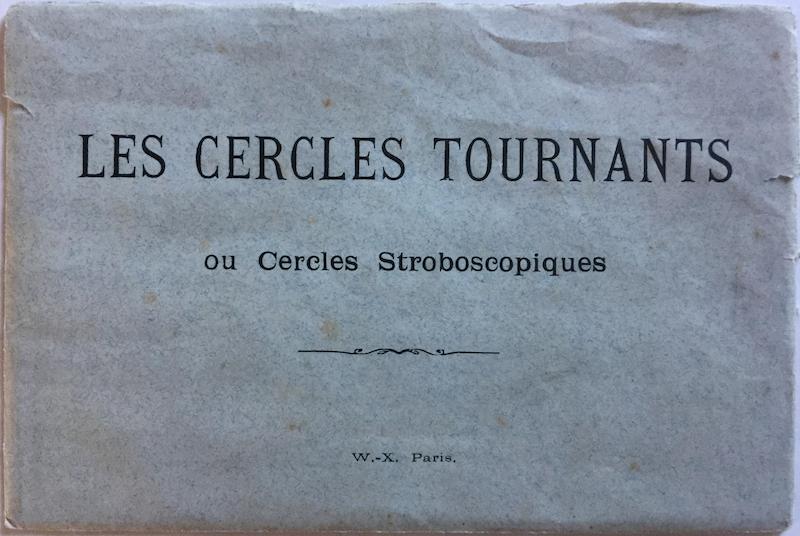 LES CERCLES TOURNANTS
ou Cercles Stroboscopiques
W.-X. Paris.